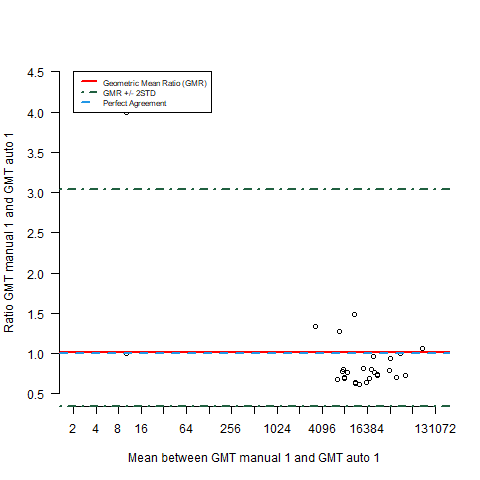 Geometric Mean Ratio (GMR)
GMR +/- 2STD
Perfect Agreement
4.5
4.0
3.5
3.0
2.5
2.0
1.5
1.0
0.5
Ratio GMT manual 1 and GMT auto 1
2 4 8 16 64 256 1024 4096 16384 131072
Mean between GMT manual 1 and GMT auto 1